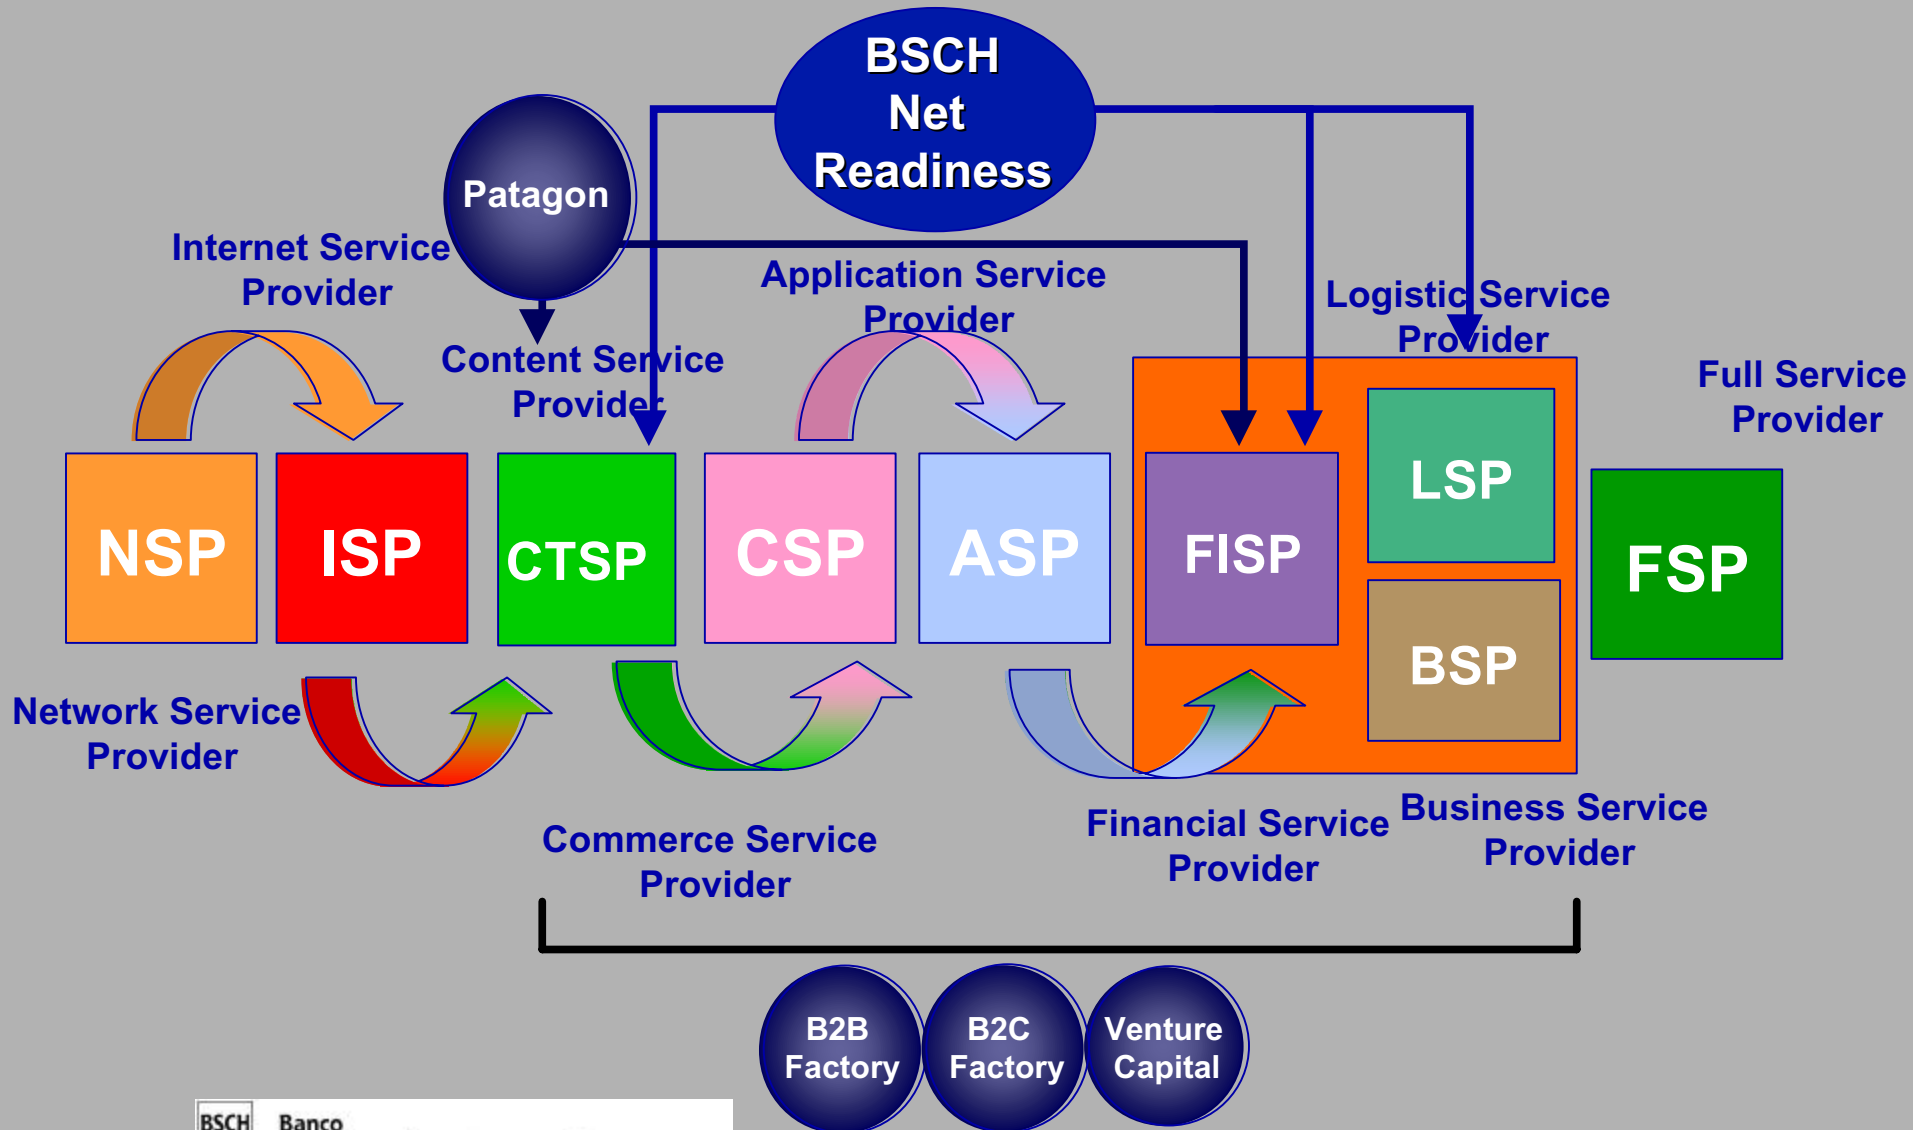 BSCH
Net
Readiness
Patagon
Internet Service
Provider
Application Service
Provider
Logistic Service
Provider
Content Service
Provider
Full Service
Provider
NSP
ISP
CTSP
CSP
ASP
FISP
LSP
BSP
FSP
Network Service
Provider
Commerce Service
Provider
Financial Service
Provider
Business Service
Provider
B2B
Factory
B2C
Factory
Venture
Capital
BSCH
Banco